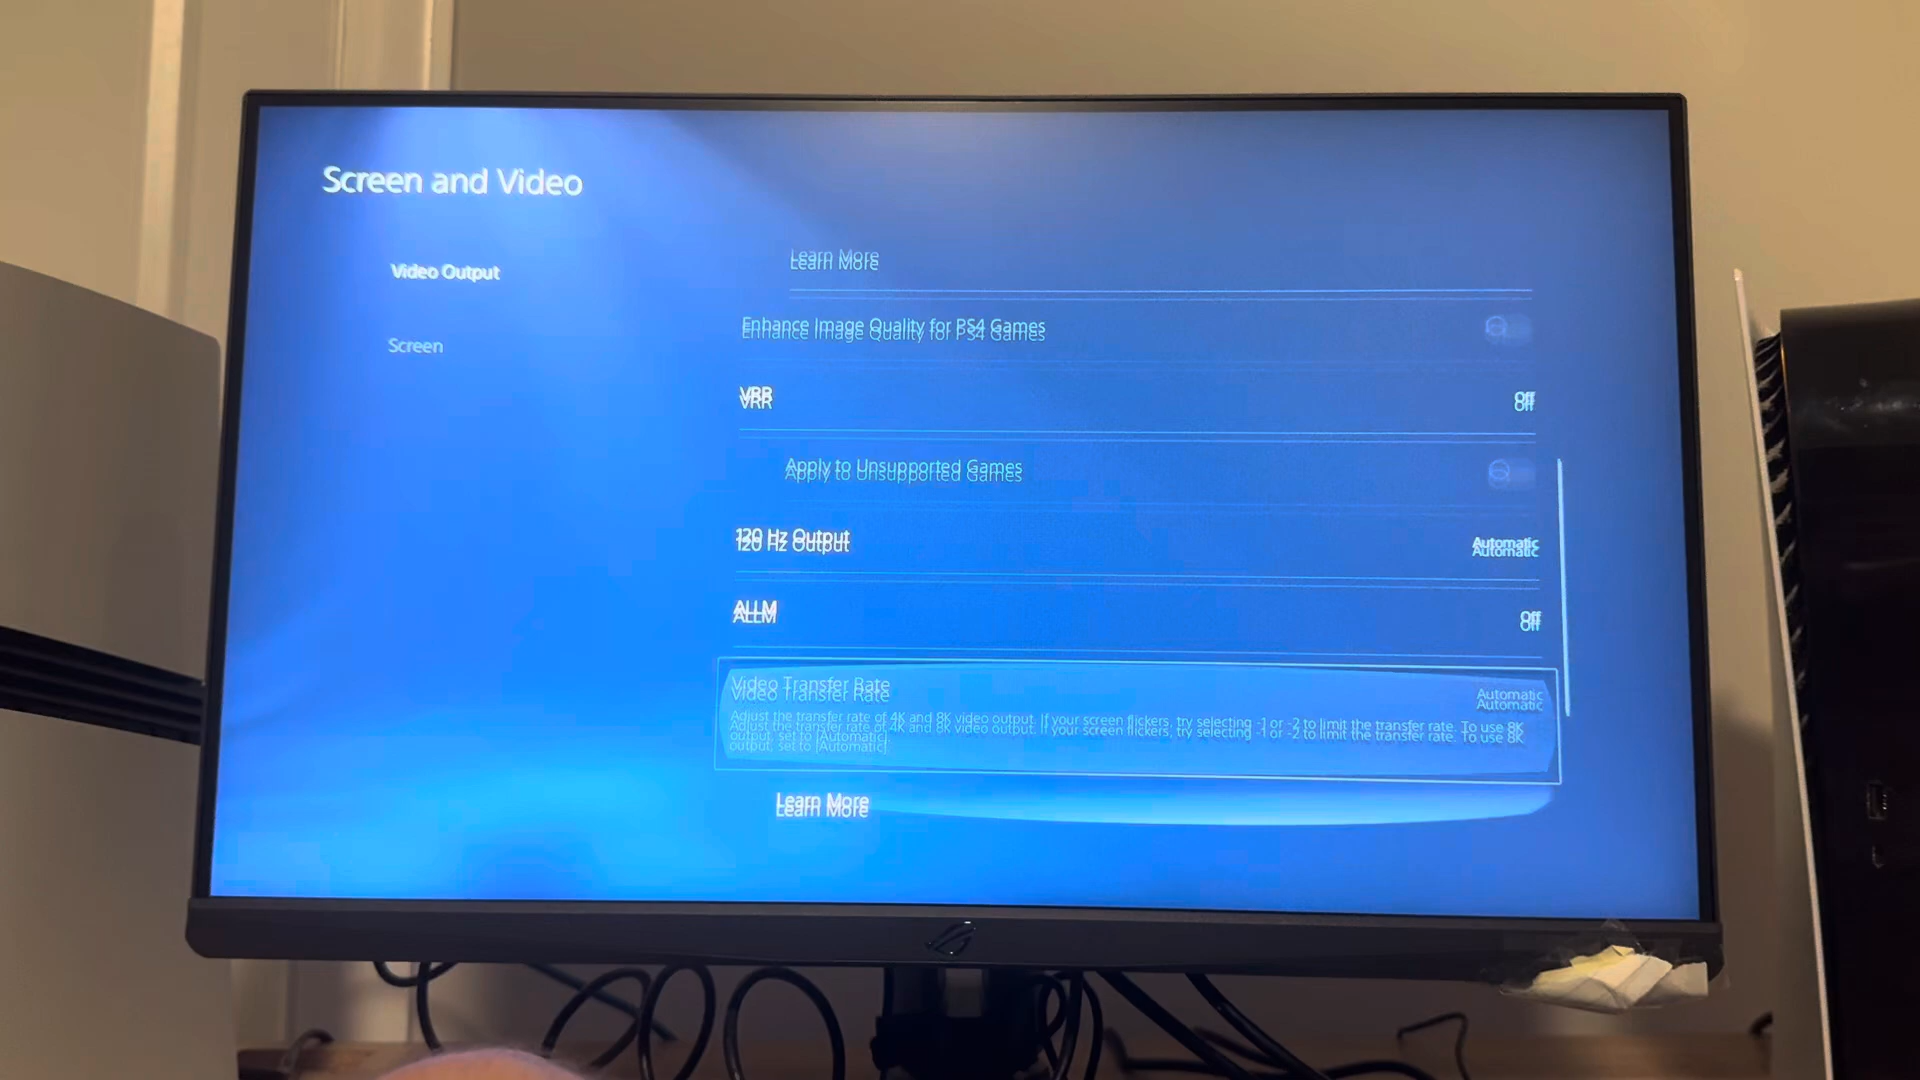 Screen and Video
Video Output
Screen
Learn More
Enhance Image Quality for PS4 Games
VRR Off
Apply to Unsupported Games
120 Hz Output Automatic
ALLM Off
Video Transfer Rate Automatic
Adjust the transfer rate of 4K and 8K video output. If your screen flickers, try selecting -1 or -2 to limit the transfer rate. To use 8K
output, set to [Automatic].
Learn More